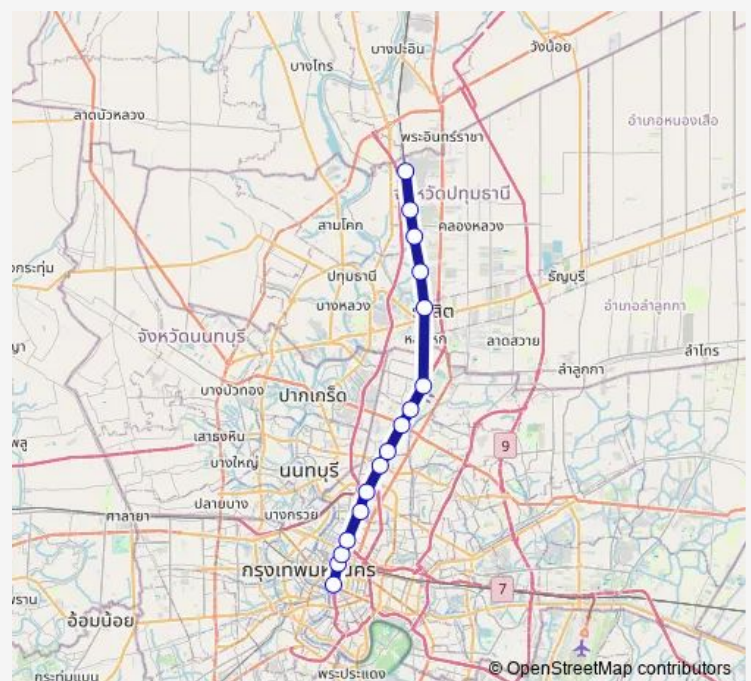 บางปะอิน
วังน้อย
บางไทร
ลาดบัวหลวง
อำเภอหนองเสือ
พระอินทร์ราชา
จังหวัดปทุมธานี
สามโคก
คลองหลวง
ปทุมธานี
ธัญบุรี
บางหลวง
อำเภอลำลูกกา
จังหวัดนนทบุรี
ลาดสวาย
ลำไทร
ลำลูกกา
บางบัวทอง
ปากเกร็ด
เสาธงหิน
9
บางใหญ่
นนทบุรี
ปลายบาง
ศาลายา
บางกรวย
7
อ้อมน้อย
พระประแดง
© OpenStreetMap contributors